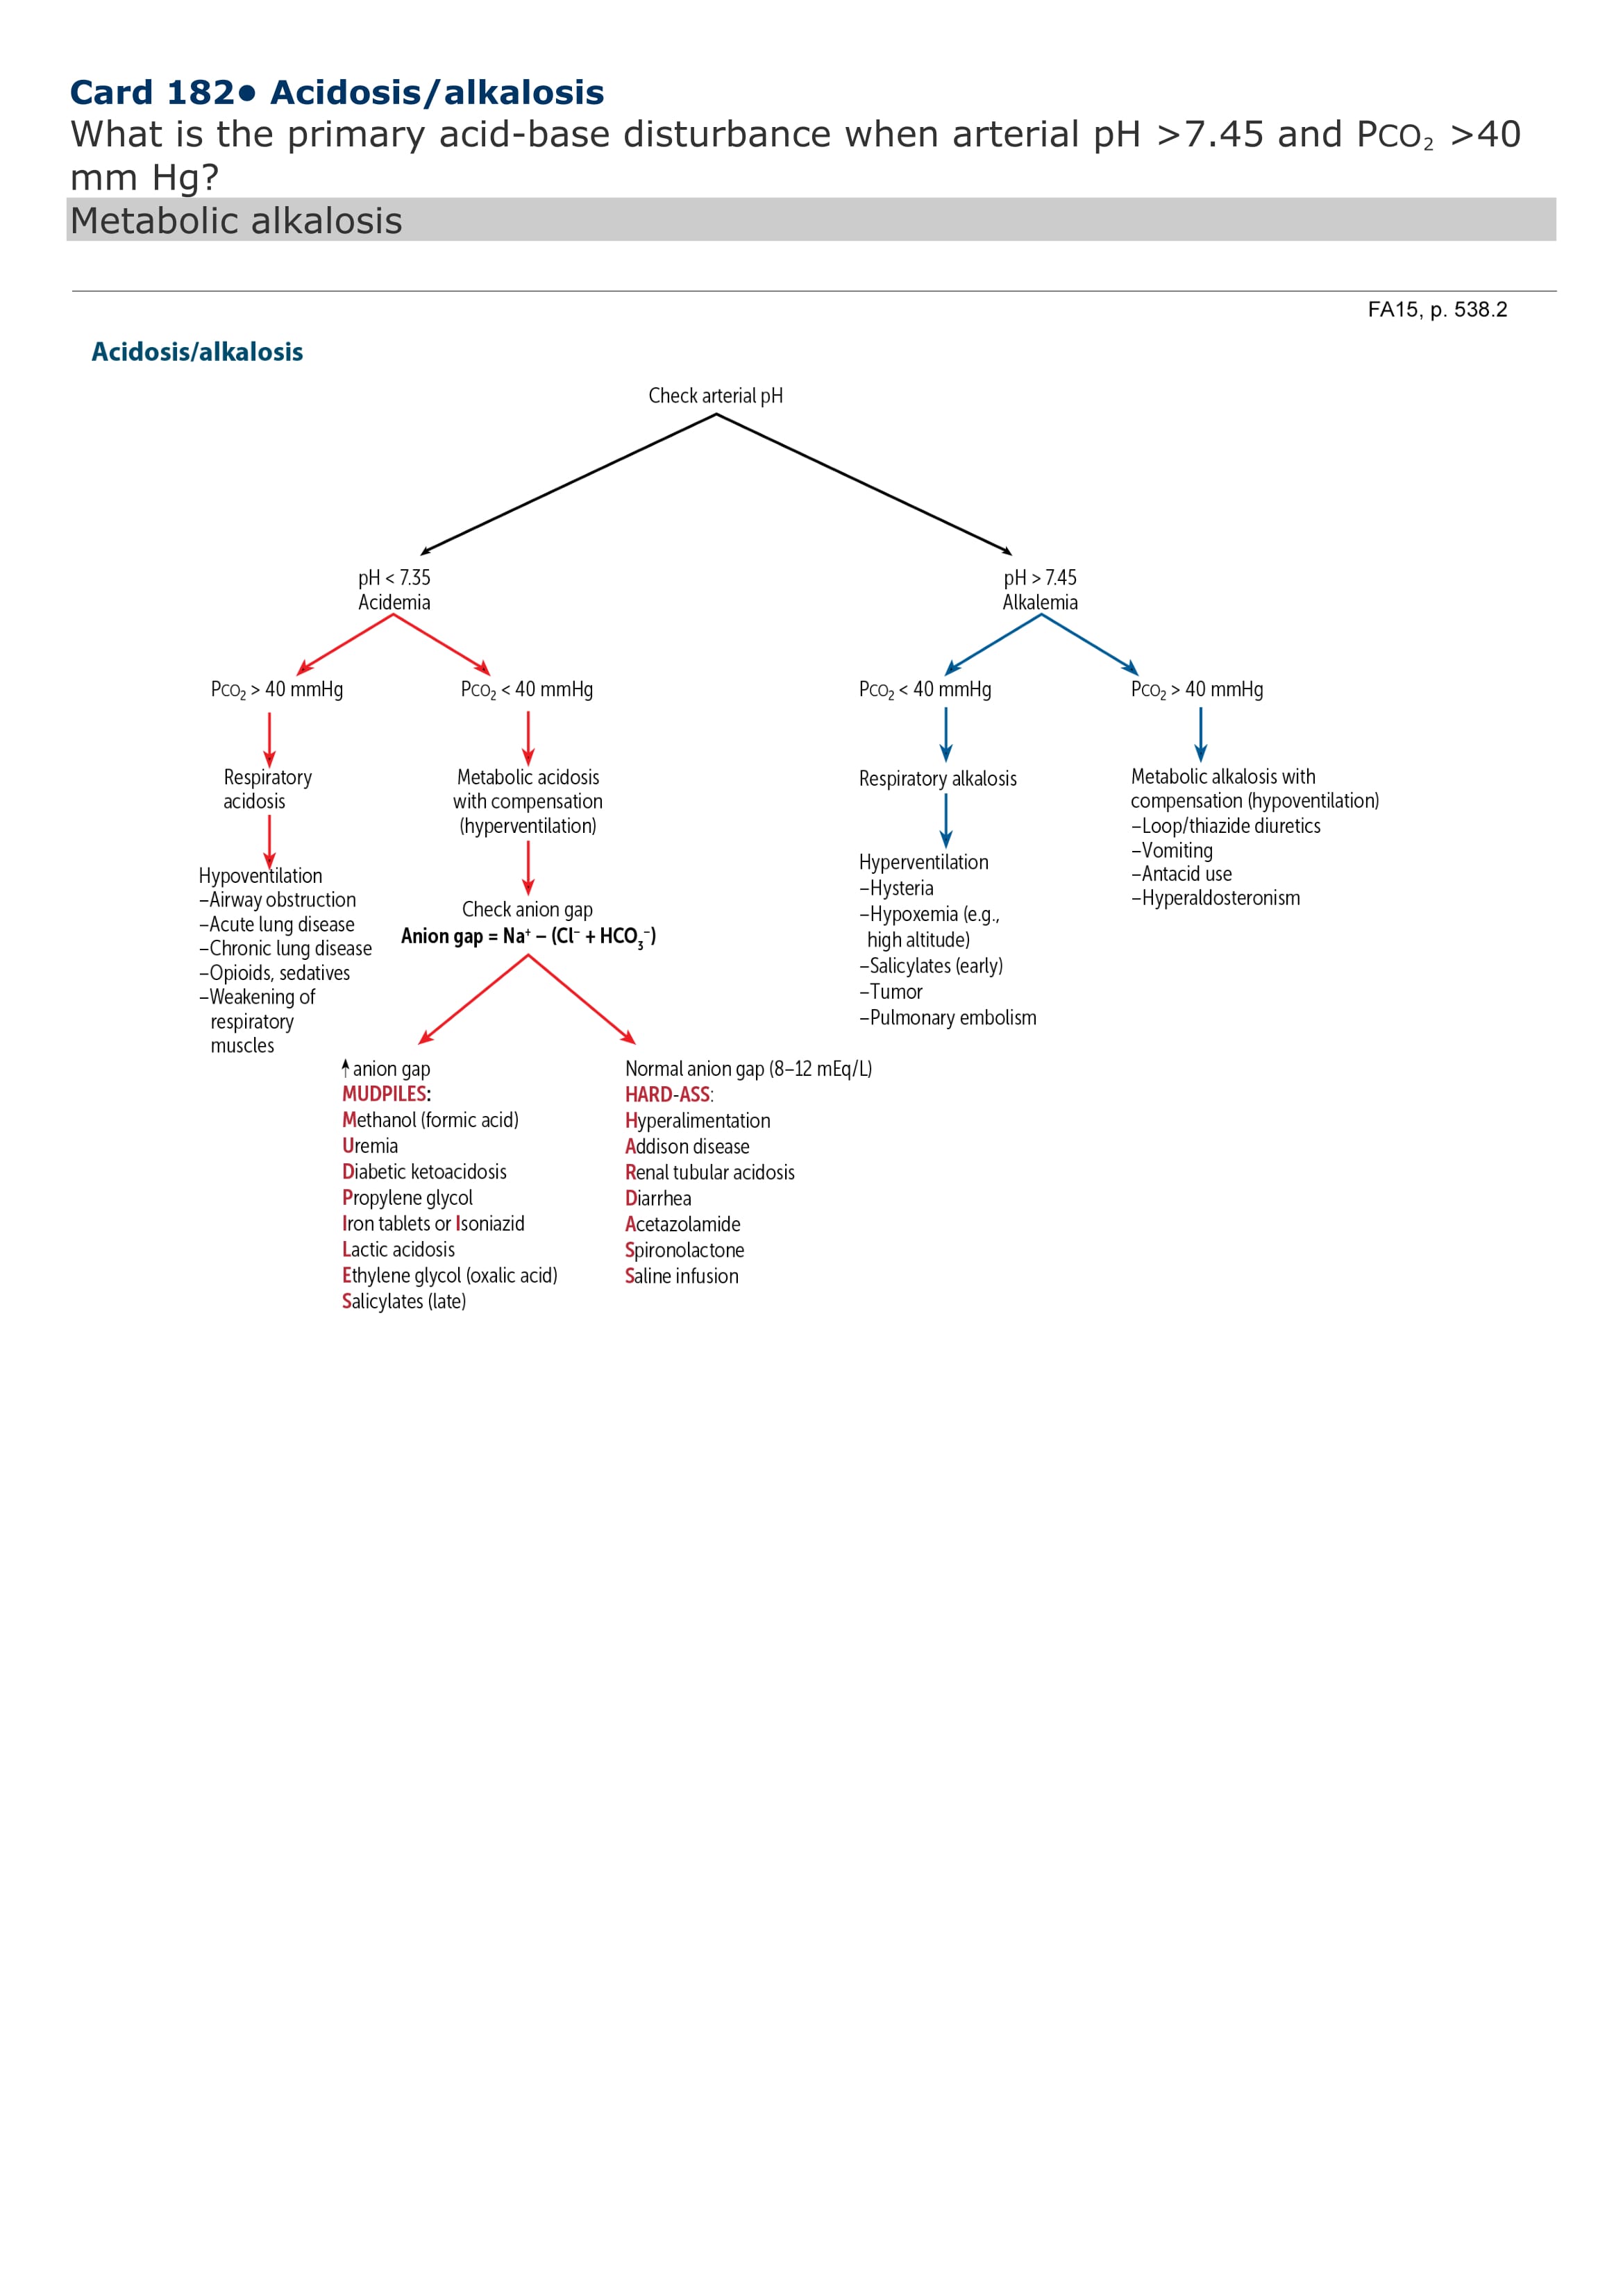 Card 182• Acidosis/alkalosis
What is the primary acid-base disturbance when arterial pH >7.45 and PCO₂ >40
mm Hg?
Metabolic alkalosis
FA15, p. 538.2
Acidosis/alkalosis
Check arterial pH
pH < 7.35
Acidemia
pH > 7.45
Alkalemia
PCO₂ > 40 mmHg
PCO₂ < 40 mmHg
PCO₂ < 40 mmHg
PCO₂ > 40 mmHg
Respiratory
acidosis
Hypoventilation
–Airway obstruction
–Acute lung disease
–Chronic lung disease
–Opioids, sedatives
–Weakening of
respiratory
muscles
Metabolic acidosis
with compensation
(hyperventilation)
Check anion gap
Anion gap = Na⁺ – (Cl⁻ + HCO₃⁻)
↑ anion gap
MUDPILES:
Methanol (formic acid)
Uremia
Diabetic ketoacidosis
Propylene glycol
Iron tablets or Isoniazid
Lactic acidosis
Ethylene glycol (oxalic acid)
Salicylates (late)
Normal anion gap (8–12 mEq/L)
HARD-ASS:
Hyperalimentation
Addison disease
Renal tubular acidosis
Diarrhea
Acetazolamide
Spironolactone
Saline infusion
Respiratory alkalosis
Hyperventilation
–Hysteria
–Hypoxemia (e.g.,
high altitude)
–Salicylates (early)
–Tumor
–Pulmonary embolism
Metabolic alkalosis with
compensation (hypoventilation)
–Loop/thiazide diuretics
–Vomiting
–Antacid use
–Hyperaldosteronism